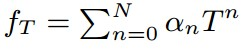 $f_T = \sum_{n=0}^{N} \alpha_n T^n$